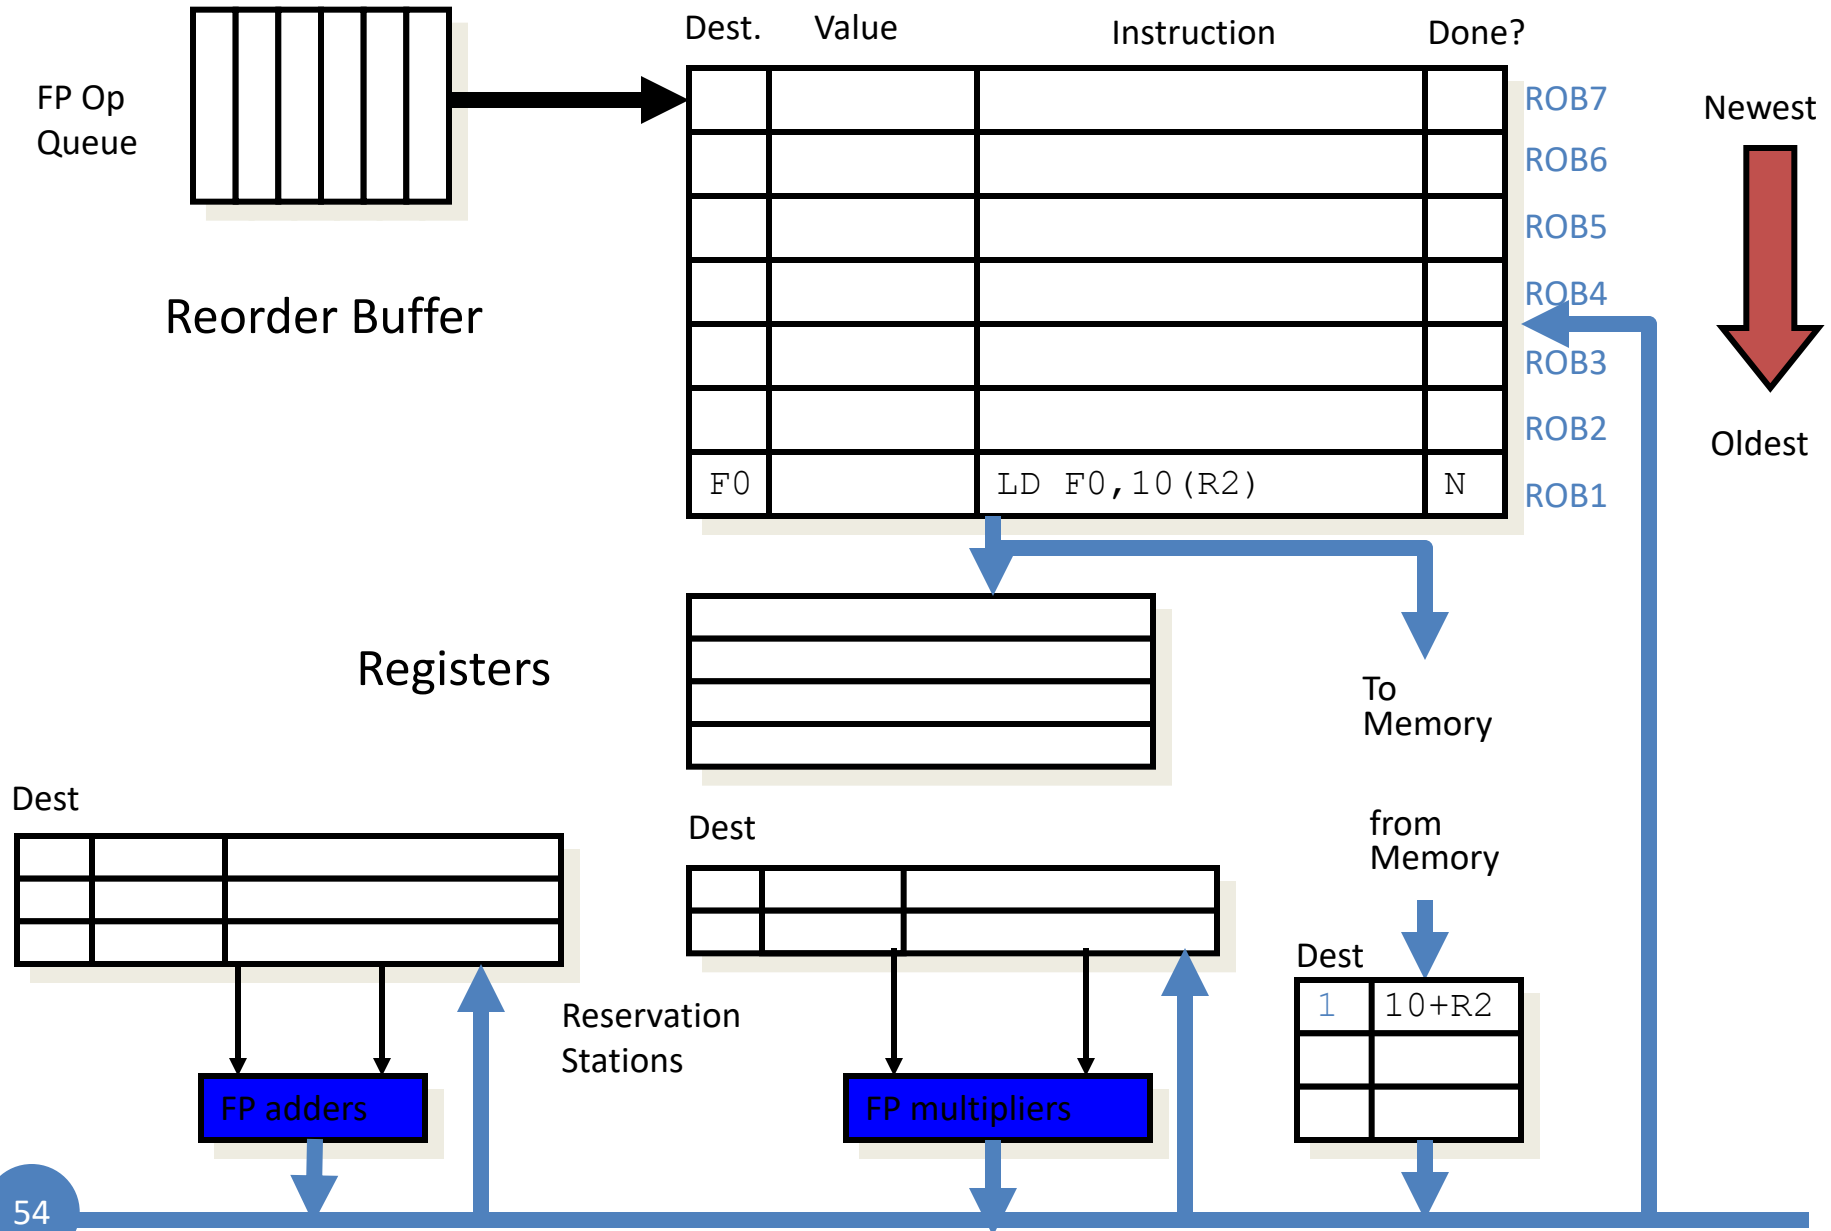 Dest. Value Instruction Done?
FP Op
Queue
ROB7
Newest
ROB6
ROB5
Reorder Buffer
ROB4
ROB3
ROB2
Oldest
F0 LD F0,10(R2) N
ROB1
Registers
To
Memory
Dest
Dest
from
Memory
Dest
1 10+R2
Reservation
Stations
FP adders
FP multipliers
54